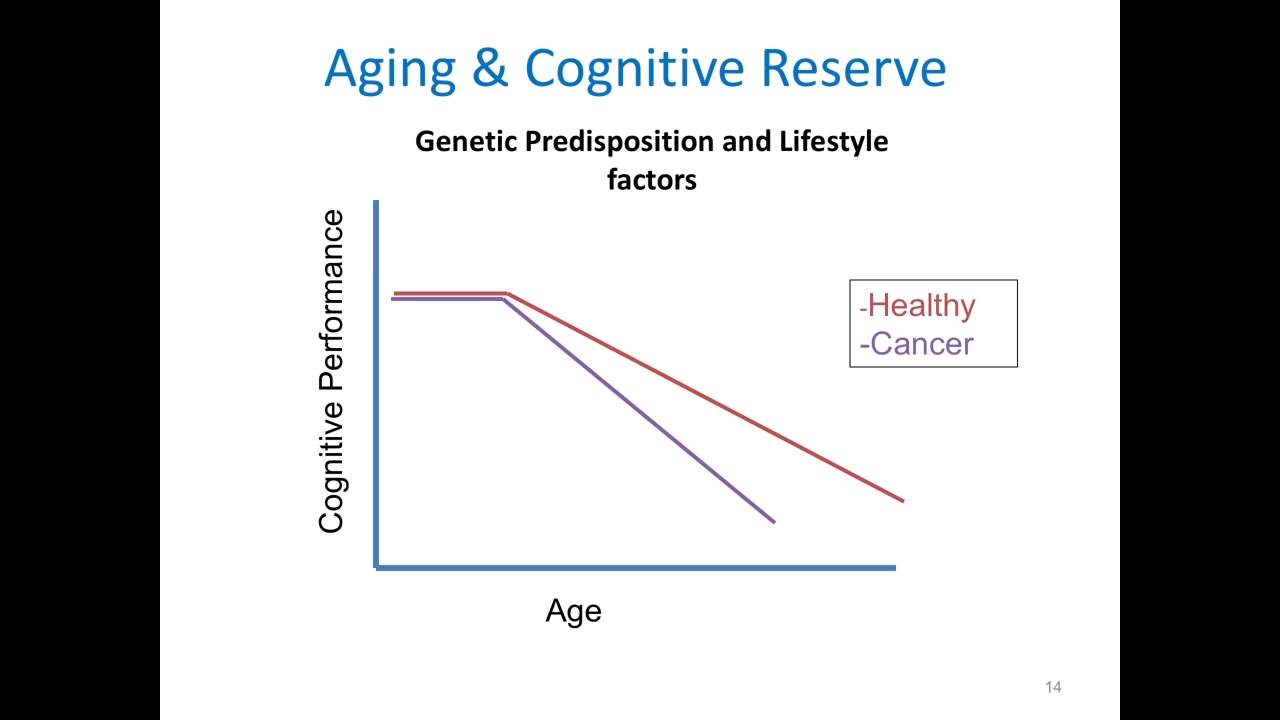 Aging & Cognitive Reserve
Genetic Predisposition and Lifestyle
factors
Cognitive Performance
-Healthy
-Cancer
Age
14